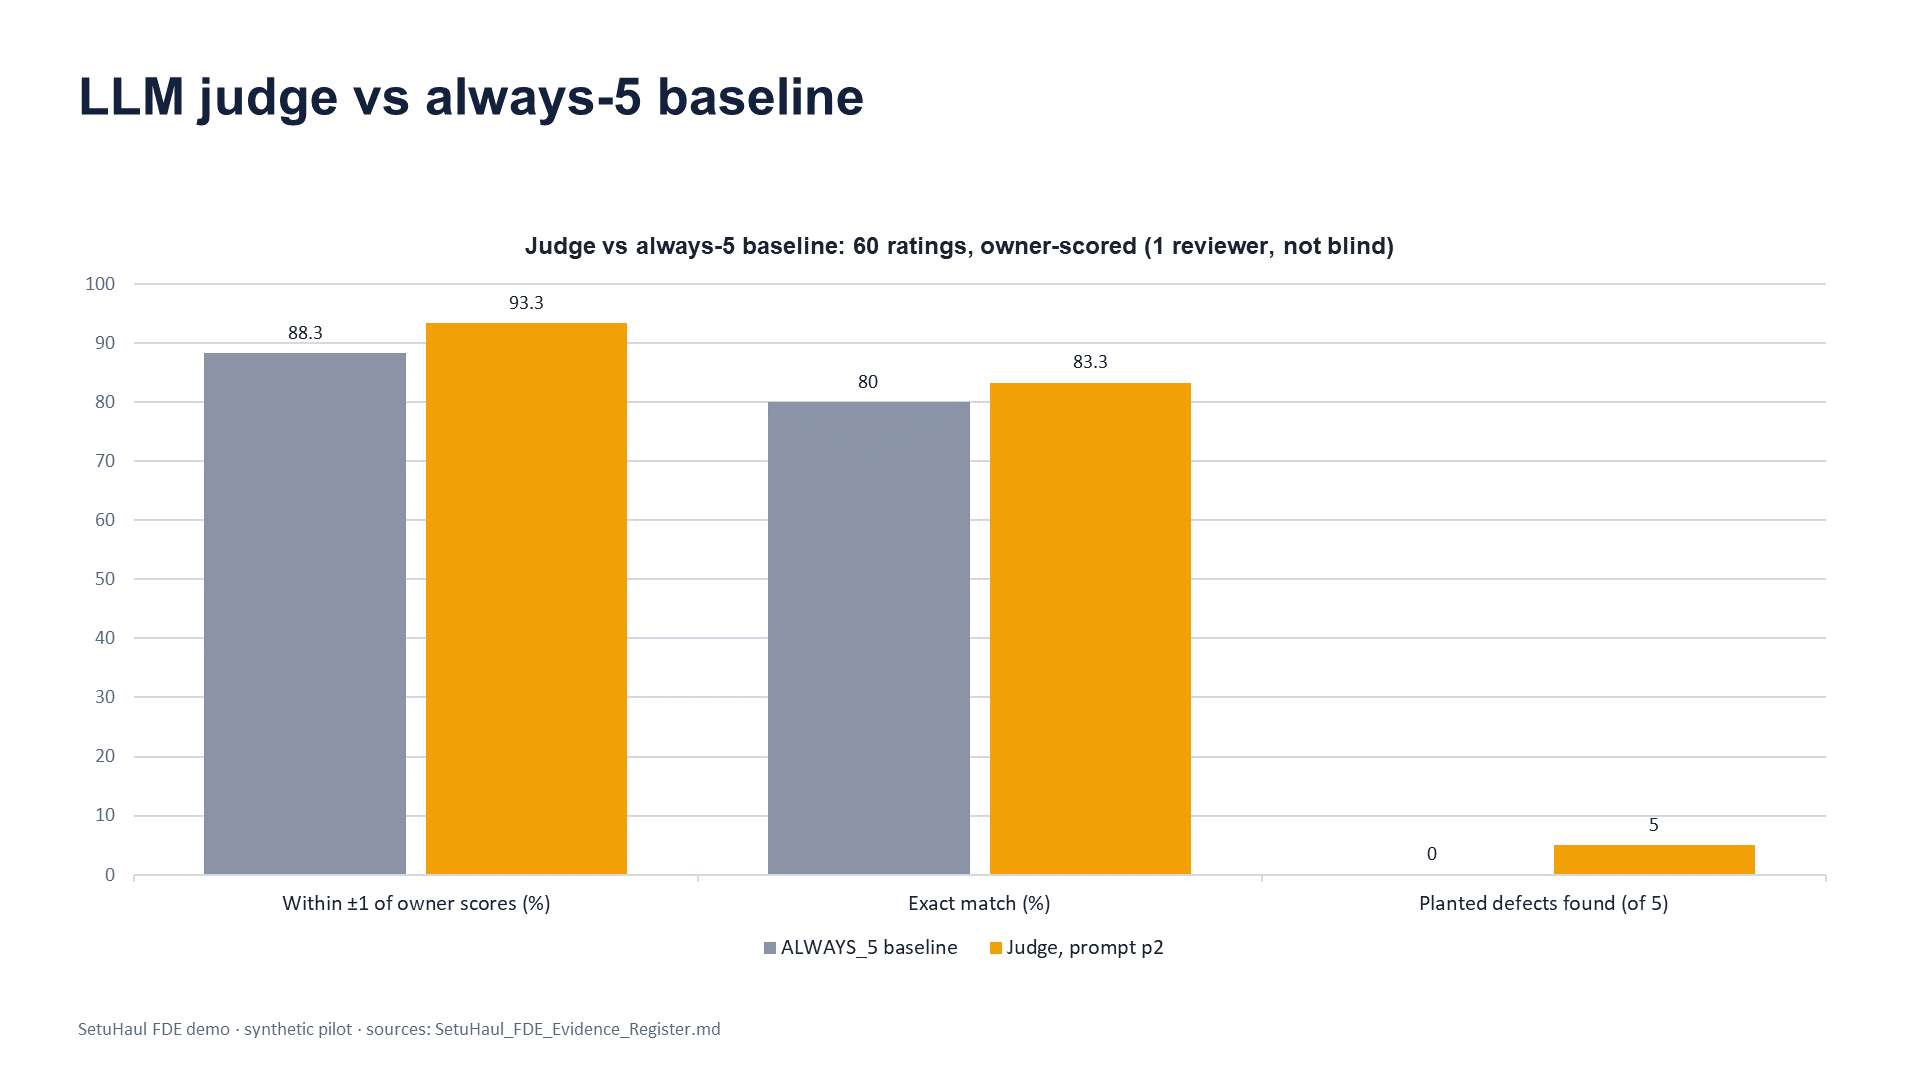 LLM judge vs always-5 baseline
Judge vs always-5 baseline: 60 ratings, owner-scored (1 reviewer, not blind)
100
90
80
70
60
50
40
30
20
10
0
88.3
93.3
80
83.3
0
5
Within ±1 of owner scores (%)
Exact match (%)
Planted defects found (of 5)
ALWAYS_5 baseline
Judge, prompt p2
SetuHaul FDE demo · synthetic pilot · sources: SetuHaul_FDE_Evidence_Register.md